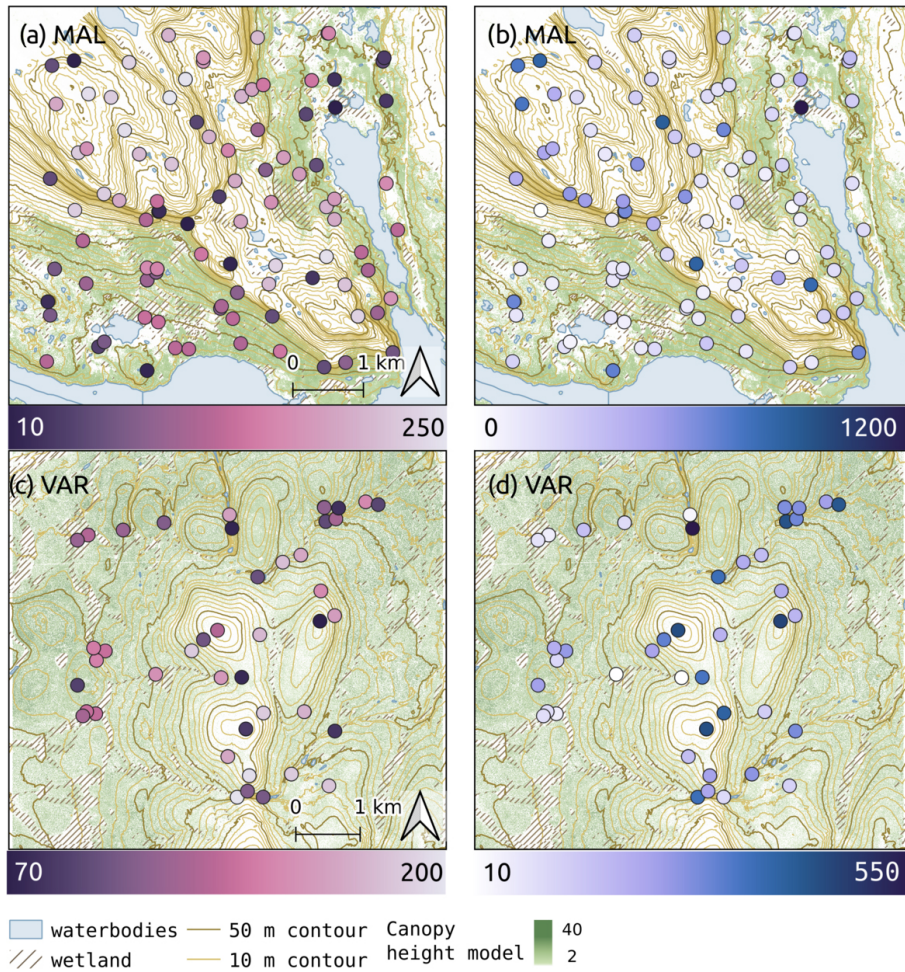 (a) MAL
(b) MAL
0 1 km
10 250
0 1200
(c) VAR
(d) VAR
0 1 km
70 200
10 550
waterbodies
50 m contour
Canopy
height model
40
2
wetland
10 m contour